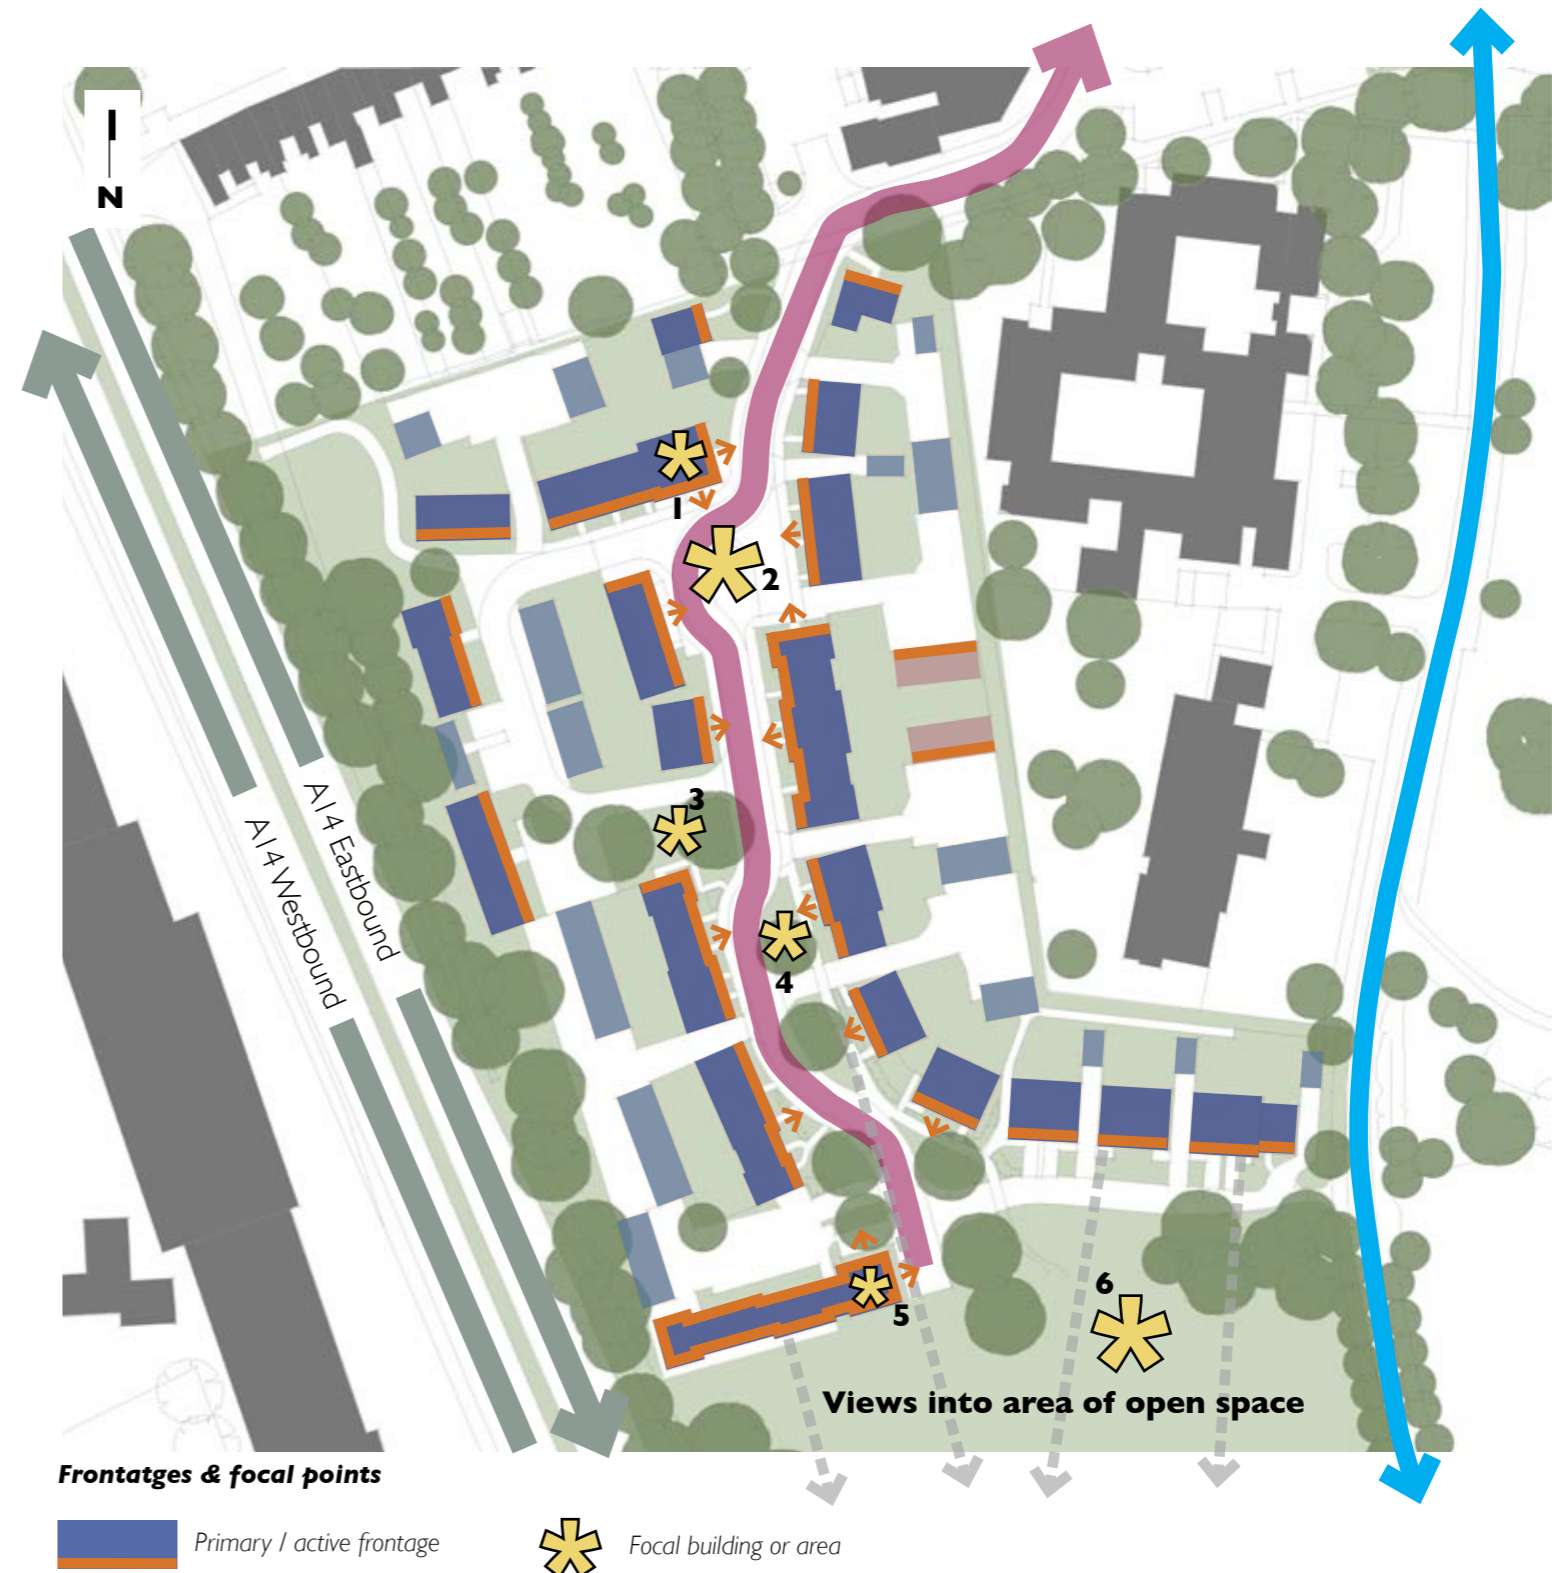 N
1
2
A14 Eastbound
3
A14 Westbound
4
6
5
Views into area of open space
Frontatges & focal points
Primary / active frontage
Focal building or area